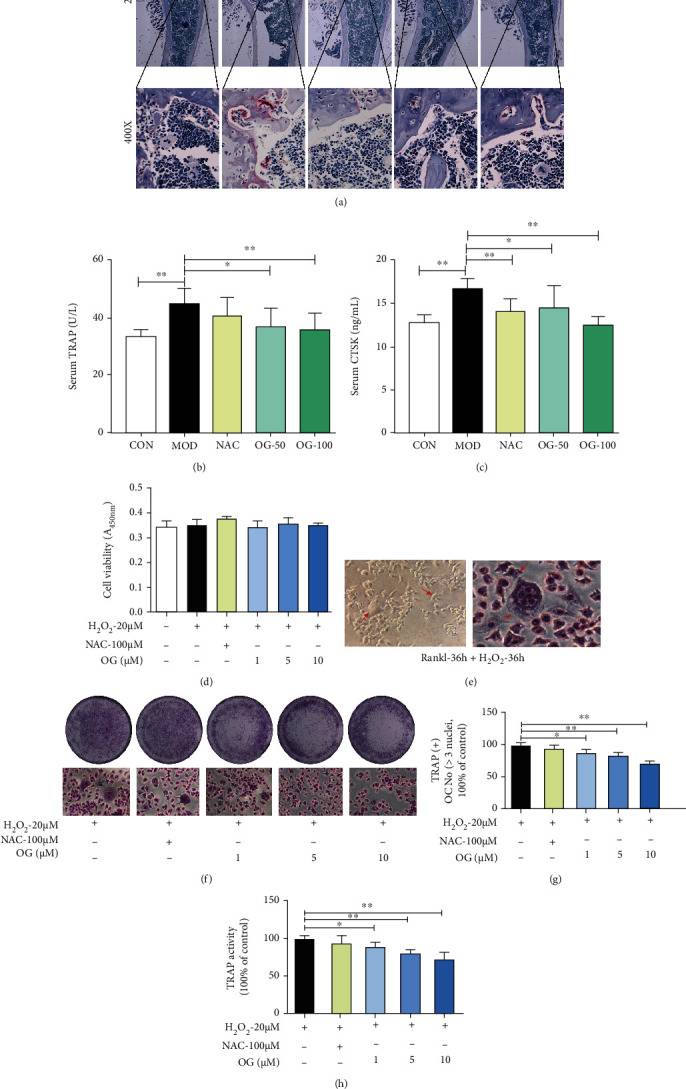 400X
(a)
** ** * **
Serum TRAP (U/L)
60
40
20
0
CON MOD NAC OG-50 OG-100
(b)
** ** * **
Serum CTSK (ng/mL)
20
15
10
5
0
CON MOD NAC OG-50 OG-100
(c)
Cell viability (A450nm)
0.5
0.4
0.3
0.2
0.1
0.0
H2O2-20μM – + + + + +
NAC-100μM – – + – – –
OG (μM) – – – 1 5 10
(d)
Rankl-36h + H2O2-36h
(e)
H2O2-20μM + + + + +
NAC-100μM – + – – –
OG (μM) – – 1 5 10
(f)
TRAP (+)
OC No (> 3 nuclei,
100% of control)
150
100
50
0
** ** *
H2O2-20μM + + + + +
NAC-100μM – + – – –
OG (μM) – – 1 5 10
(g)
TRAP activity
(100% of control)
150
100
50
0
** ** *
H2O2-20μM + + + + +
NAC-100μM – + – – –
OG (μM) – – 1 5 10
(h)